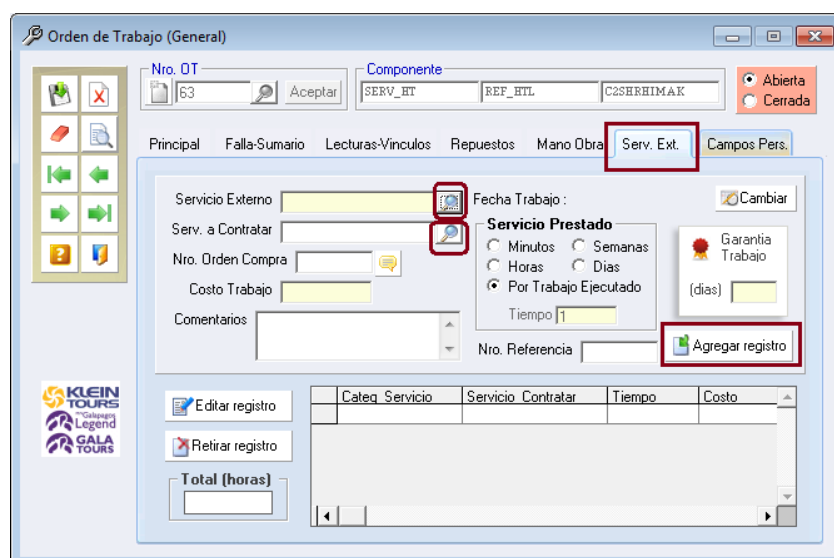 Orden de Trabajo (General)
Nro. OT
63
Aceptar
Componente
SERV_HT
REF_HTL
C2SHRHIMAK
Abierta
Cerrada
Principal
Falla-Sumario
Lecturas-Vinculos
Repuestos
Mano Obra
Serv. Ext.
Campos Pers.
Servicio Externo
Fecha Trabajo :
Cambiar
Serv. a Contratar
Servicio Prestado
Minutos
Semanas
Horas
Dias
Por Trabajo Ejecutado
Tiempo
1
Garantia
Trabajo
(dias)
Nro. Orden Compra
Costo Trabajo
Comentarios
Nro. Referencia
Agregar registro
KLEIN
TOURS
Galapagos
Legend
GALA
TOURS
Editar registro
Retirar registro
Total (horas)
Categ Servicio
Servicio Contratar
Tiempo
Costo